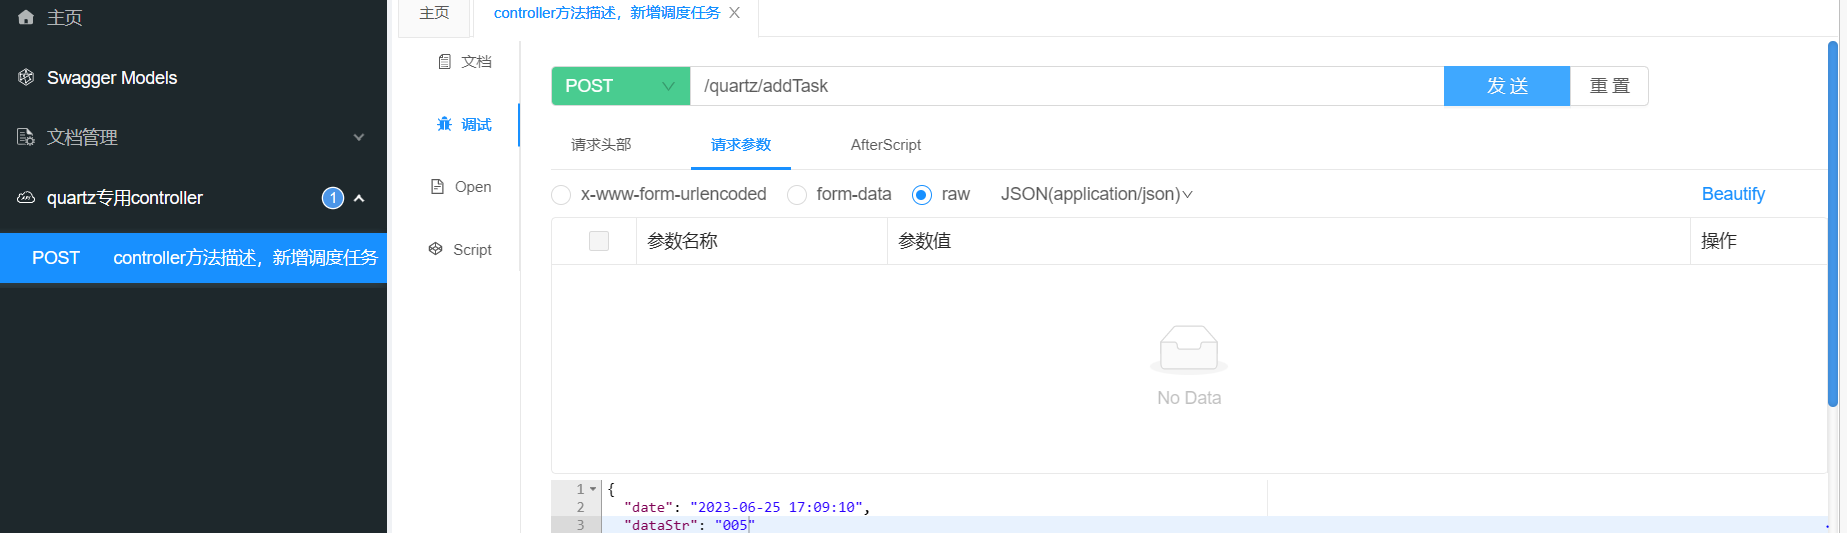 主页
Swagger Models
文档管理
quartz专用controller 1
POST controller方法描述，新增调度任务
主页 controller方法描述，新增调度任务 X
文档
调试
Open
Script
POST /quartz/addTask 发 送 重 置
请求头部 请求参数 AfterScript
x-www-form-urlencoded form-data raw JSON(application/json) Beautify
参数名称 参数值 操作
No Data
1 {
2 "date": "2023-06-25 17:09:10",
3 "dataStr": "005"